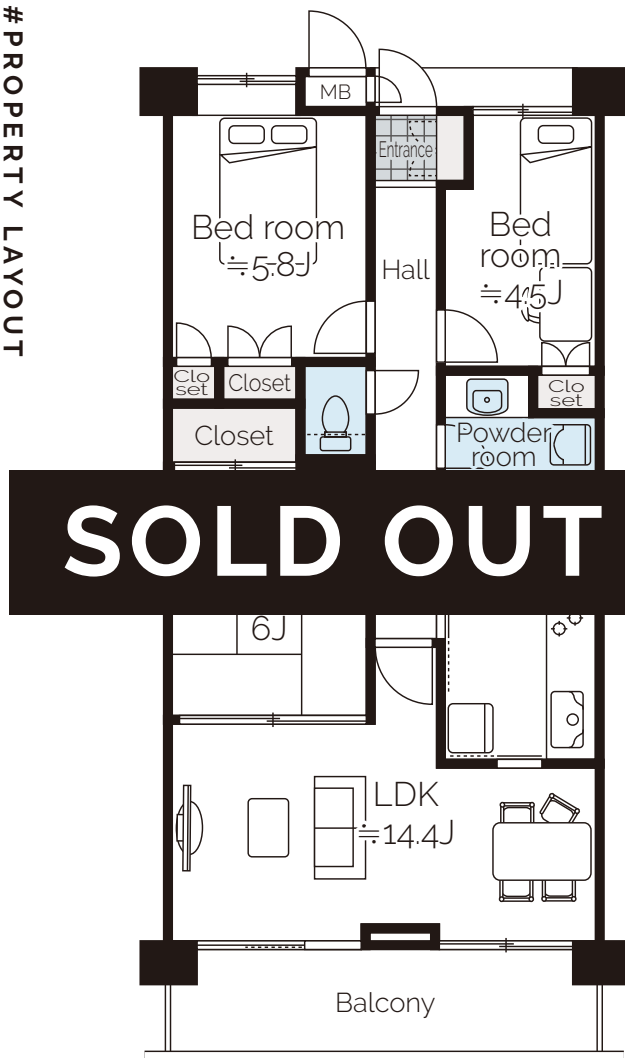 #PROPERTY LAYOUT
MB
Entrance
Bed room
≒5.8J
Bed
room
≒4.5J
Hall
Clo
set
Closet
Clo
set
Closet
Powder
room
SOLD OUT
6J
LDK
≒14.4J
Balcony